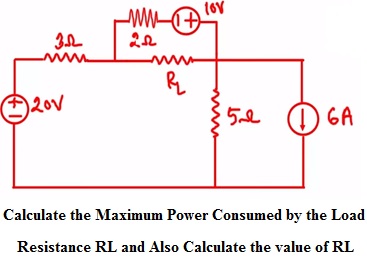 10V
2Ω
3Ω
RL
20V
5Ω
6A
Calculate the Maximum Power Consumed by the Load
Resistance RL and Also Calculate the value of RL